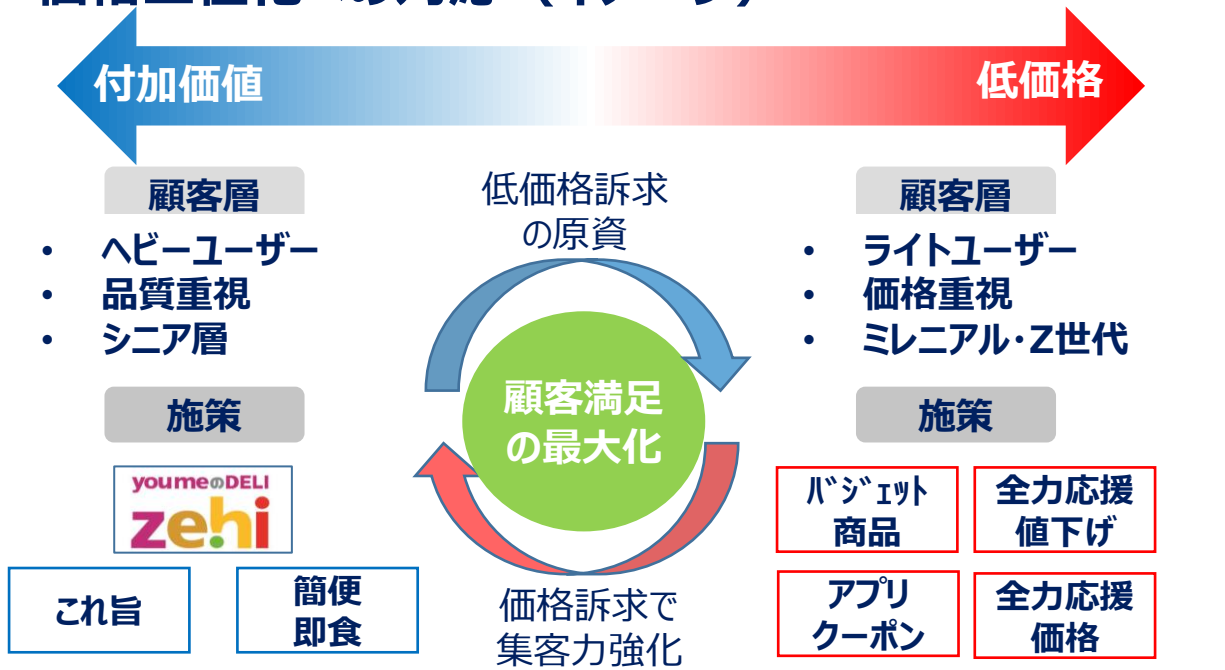 付加価値
低価格
顧客層
• ヘビーユーザー
• 品質重視
• シニア層
施策
youmeのDELI
zehi
これ旨
簡便
即食
低価格訴求
の原資
顧客満足
の最大化
価格訴求で
集客力強化
顧客層
• ライトユーザー
• 価格重視
• ミレニアル・Z世代
施策
ﾊﾞｼﾞｪｯﾄ
商品
全力応援
値下げ
アプリ
クーポン
全力応援
価格